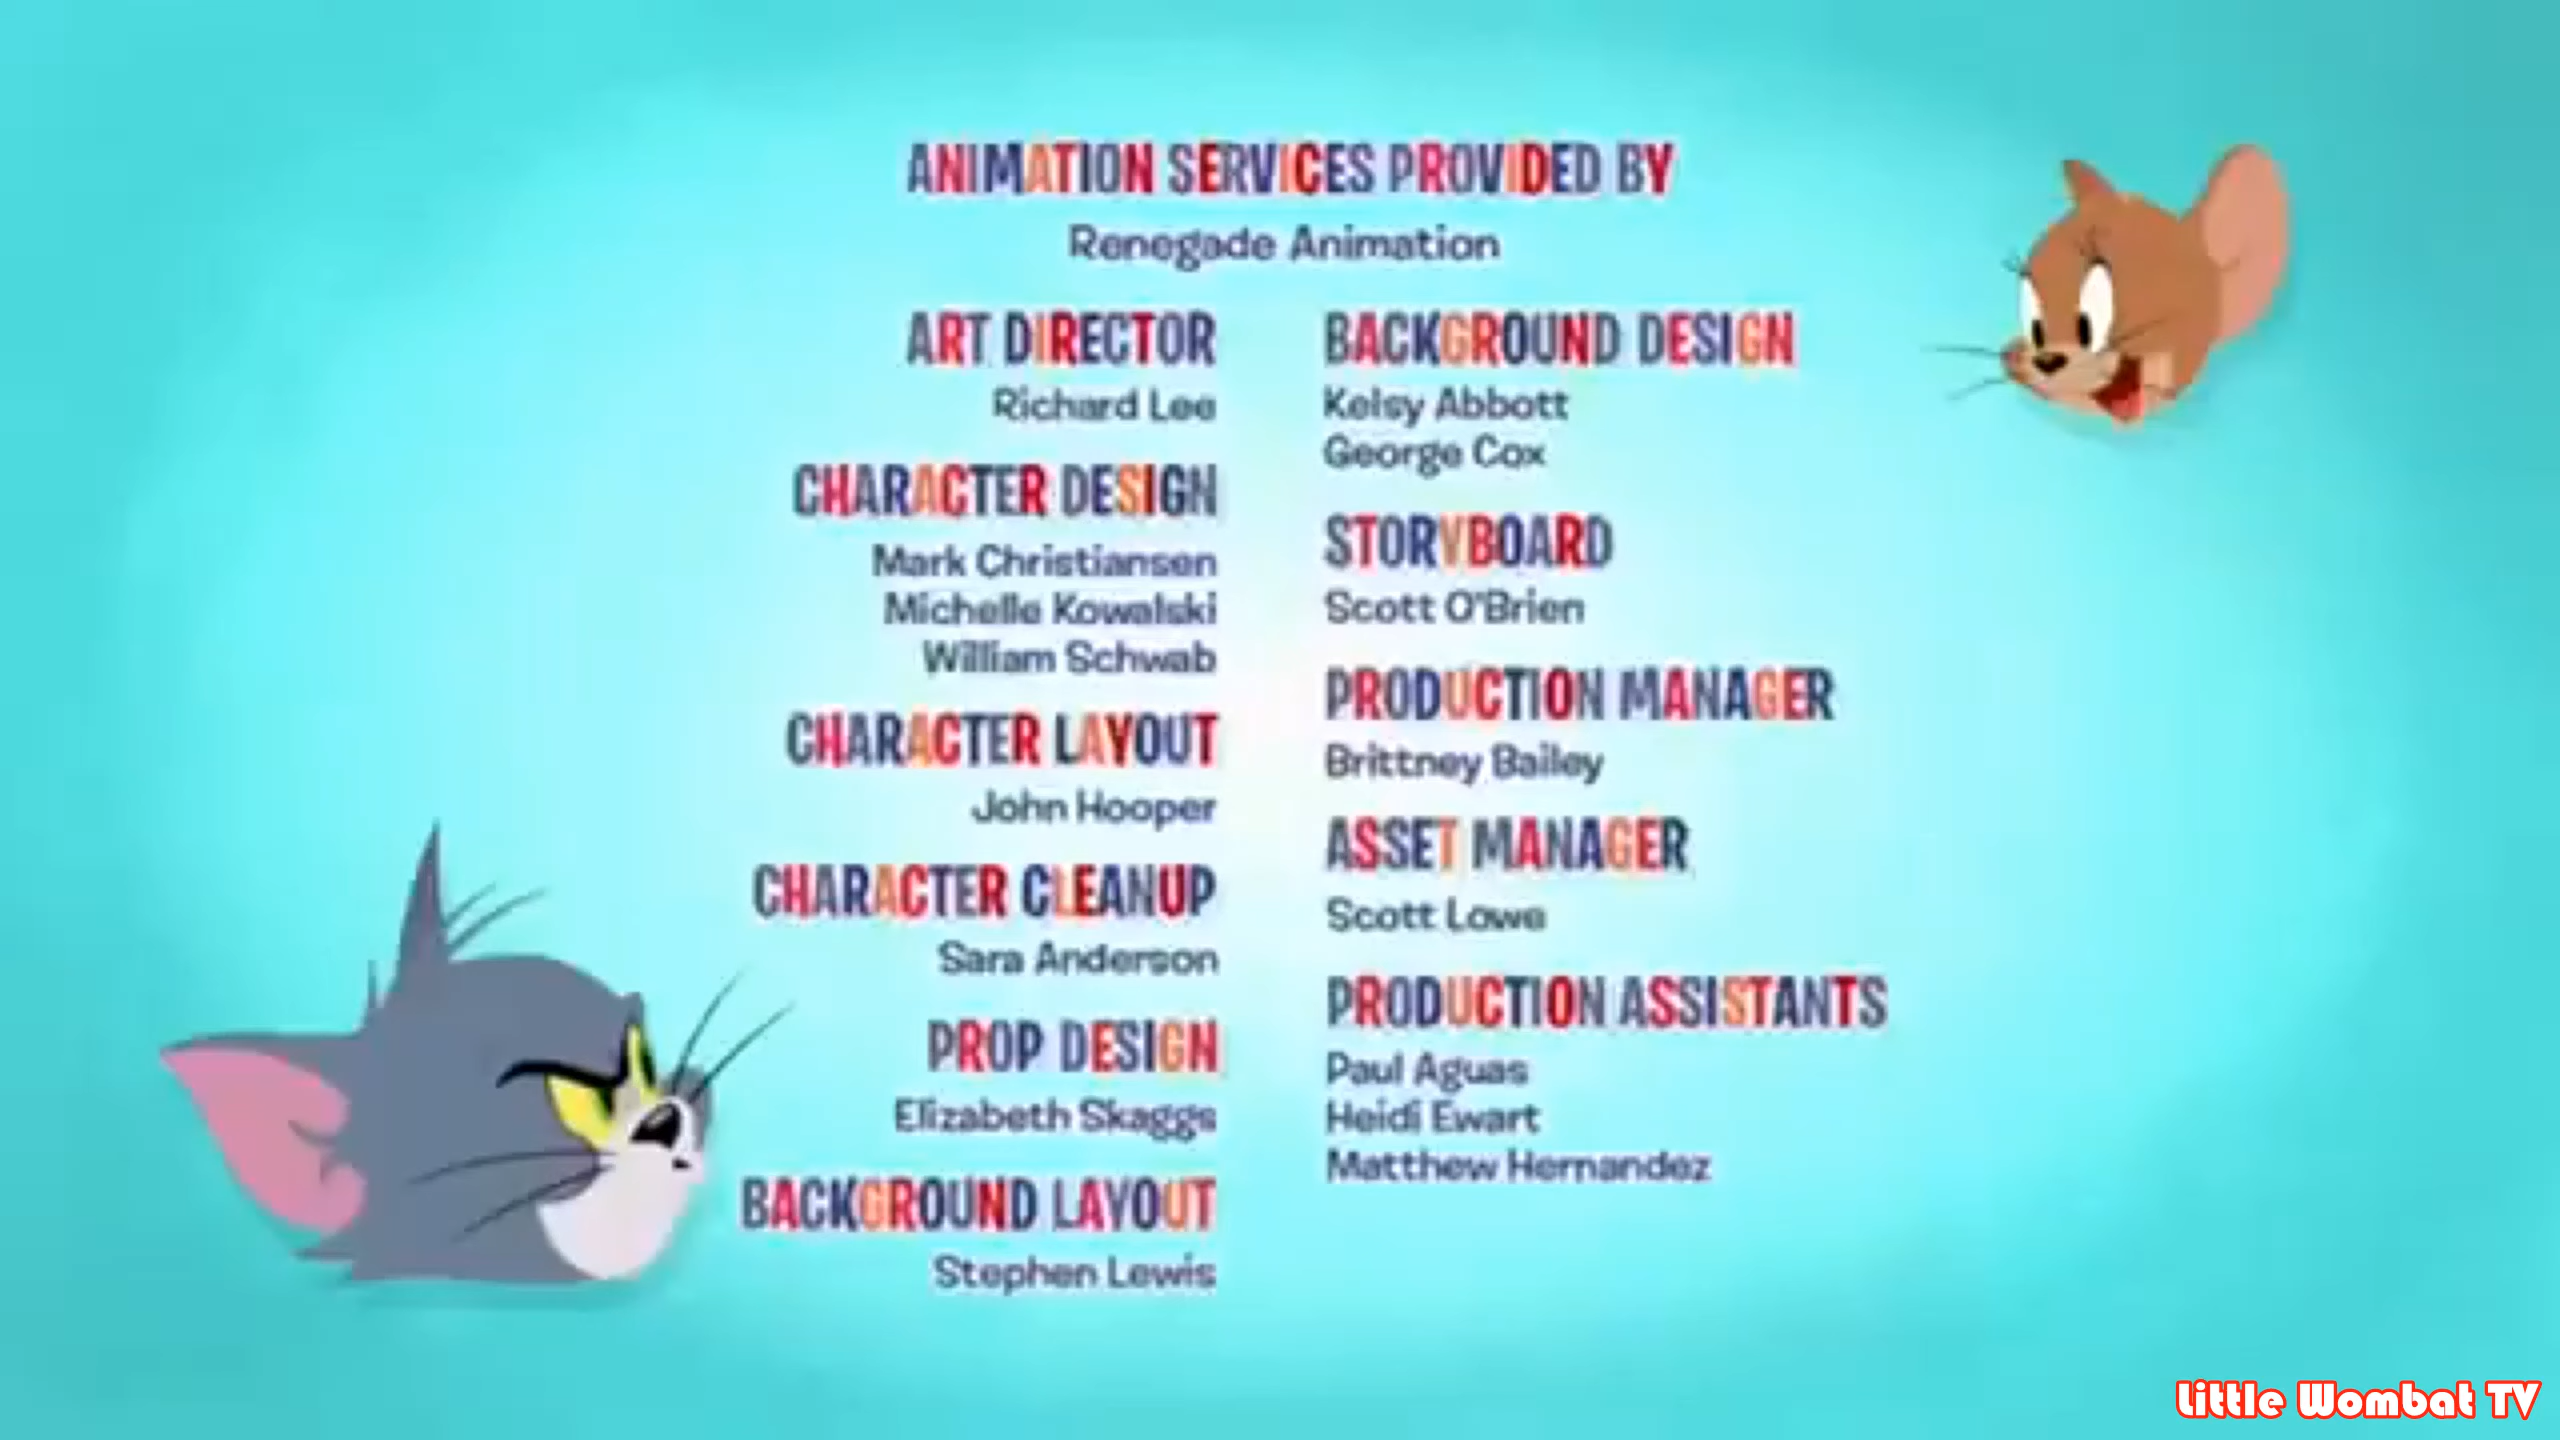 ANIMATION SERVICES PROVIDED BY
Renegade Animation
ART DIRECTOR
Richard Lee
CHARACTER DESIGN
Mark Christiansen
Michelle Kowalski
William Schwab
CHARACTER LAYOUT
John Hooper
CHARACTER CLEANUP
Sara Anderson
PROP DESIGN
Elizabeth Skaggs
BACKGROUND LAYOUT
Stephen Lewis
BACKGROUND DESIGN
Kelsy Abbott
George Cox
STORYBOARD
Scott O'Brien
PRODUCTION MANAGER
Brittney Bailey
ASSET MANAGER
Scott Lowe
PRODUCTION ASSISTANTS
Paul Aguas
Heidi Ewart
Matthew Hernandez
Little Wombat TV